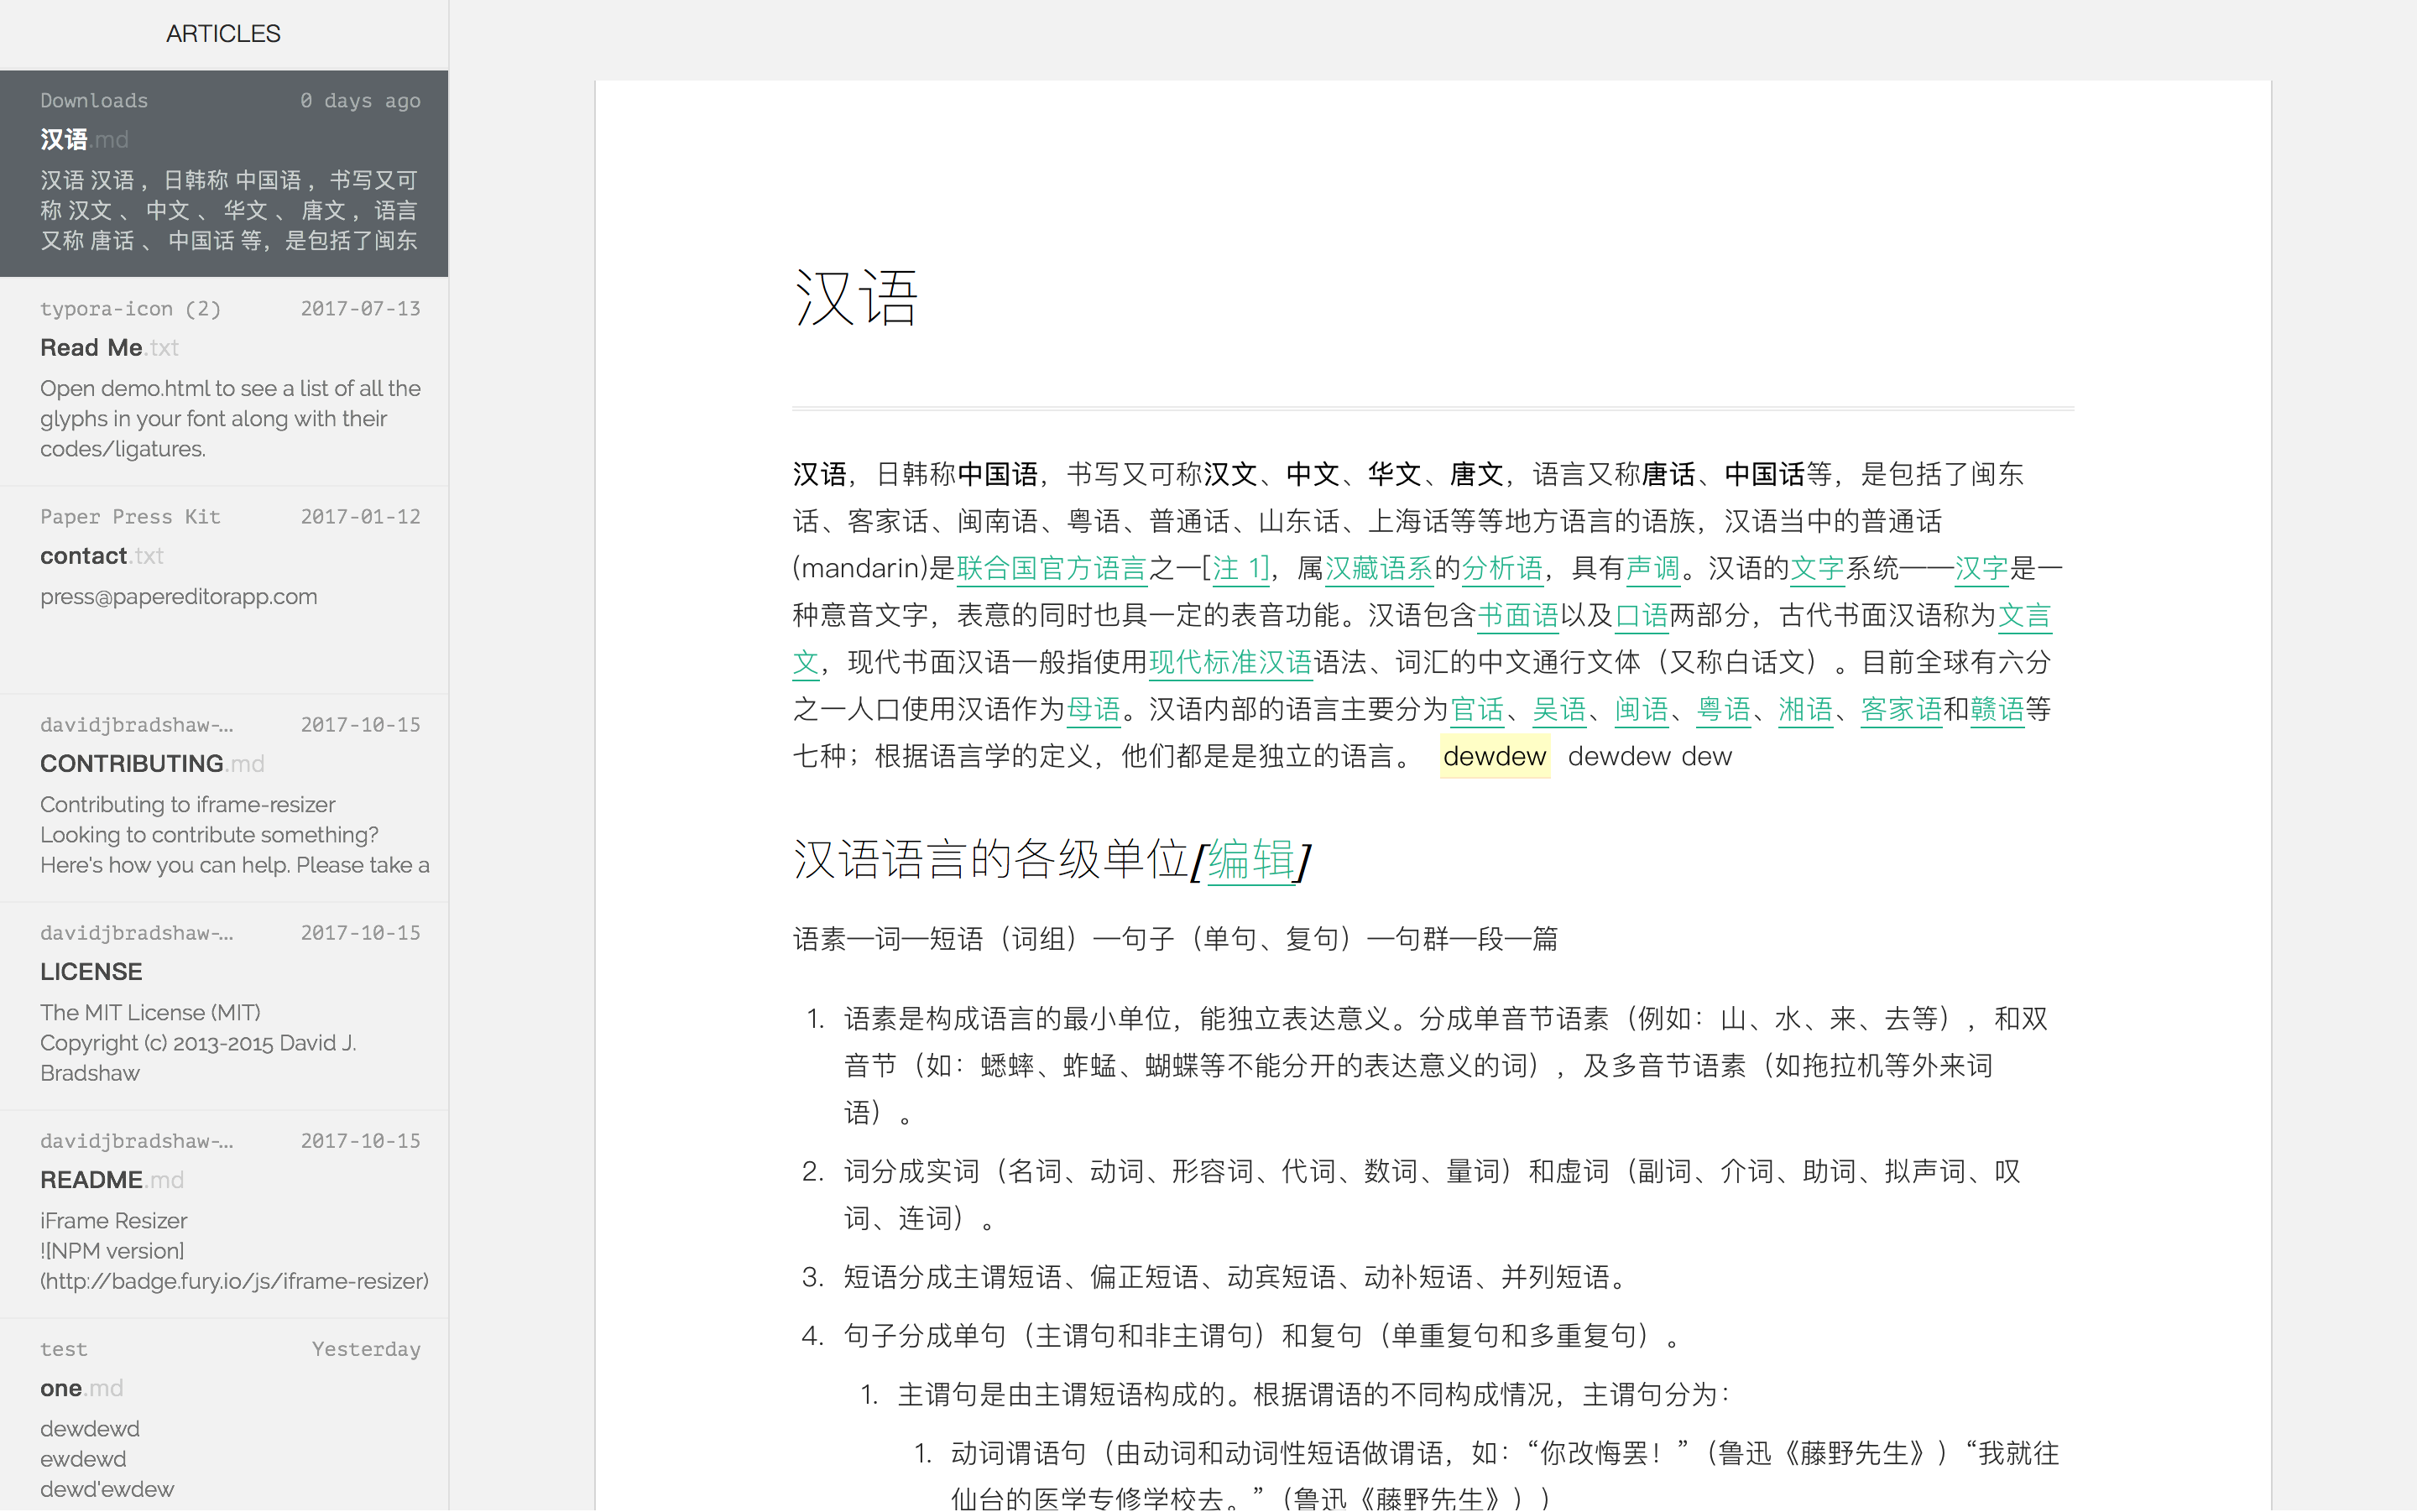 ARTICLES
Downloads 0 days ago
汉语.md
汉语 汉语 ，日韩称 中国语 ，书写又可
称 汉文 、 中文 、 华文 、 唐文 ，语言
又称 唐话 、 中国话 等，是包括了闽东
typora-icon (2) 2017-07-13
Read Me.txt
Open demo.html to see a list of all the
glyphs in your font along with their
codes/ligatures.
Paper Press Kit 2017-01-12
contact.txt
press@papereditorapp.com
davidjbradshaw-… 2017-10-15
CONTRIBUTING.md
Contributing to iframe-resizer
Looking to contribute something?
Here's how you can help. Please take a
davidjbradshaw-… 2017-10-15
LICENSE
The MIT License (MIT)
Copyright (c) 2013-2015 David J.
Bradshaw
davidjbradshaw-… 2017-10-15
README.md
iFrame Resizer
![NPM version]
(http://badge.fury.io/js/iframe-resizer)
test Yesterday
one.md
dewdewd
ewdewd
dewd'ewdew
汉语
汉语，日韩称中国语，书写又可称汉文、中文、华文、唐文，语言又称唐话、中国话等，是包括了闽东
话、客家话、闽南语、粤语、普通话、山东话、上海话等等地方语言的语族，汉语当中的普通话
(mandarin)是联合国官方语言之一[注 1]，属汉藏语系的分析语，具有声调。汉语的文字系统——汉字是一
种意音文字，表意的同时也具一定的表音功能。汉语包含书面语以及口语两部分，古代书面汉语称为文言
文，现代书面汉语一般指使用现代标准汉语语法、词汇的中文通行文体（又称白话文）。目前全球有六分
之一人口使用汉语作为母语。汉语内部的语言主要分为官话、吴语、闽语、粤语、湘语、客家语和赣语等
七种；根据语言学的定义，他们都是是独立的语言。 dewdew dewdew dew
汉语语言的各级单位[编辑]
语素—词—短语（词组）—句子（单句、复句）—句群—段—篇
1. 语素是构成语言的最小单位，能独立表达意义。分成单音节语素（例如：山、水、来、去等），和双
音节（如：蟋蟀、蚱蜢、蝴蝶等不能分开的表达意义的词），及多音节语素（如拖拉机等外来词
语）。
2. 词分成实词（名词、动词、形容词、代词、数词、量词）和虚词（副词、介词、助词、拟声词、叹
词、连词）。
3. 短语分成主谓短语、偏正短语、动宾短语、动补短语、并列短语。
4. 句子分成单句（主谓句和非主谓句）和复句（单重复句和多重复句）。
1. 主谓句是由主谓短语构成的。根据谓语的不同构成情况，主谓句分为：
1. 动词谓语句（由动词和动词性短语做谓语，如：“你改悔罢！”（鲁迅《藤野先生》）“我就往
仙台的医学专修学校去。”（鲁迅《藤野先生》））